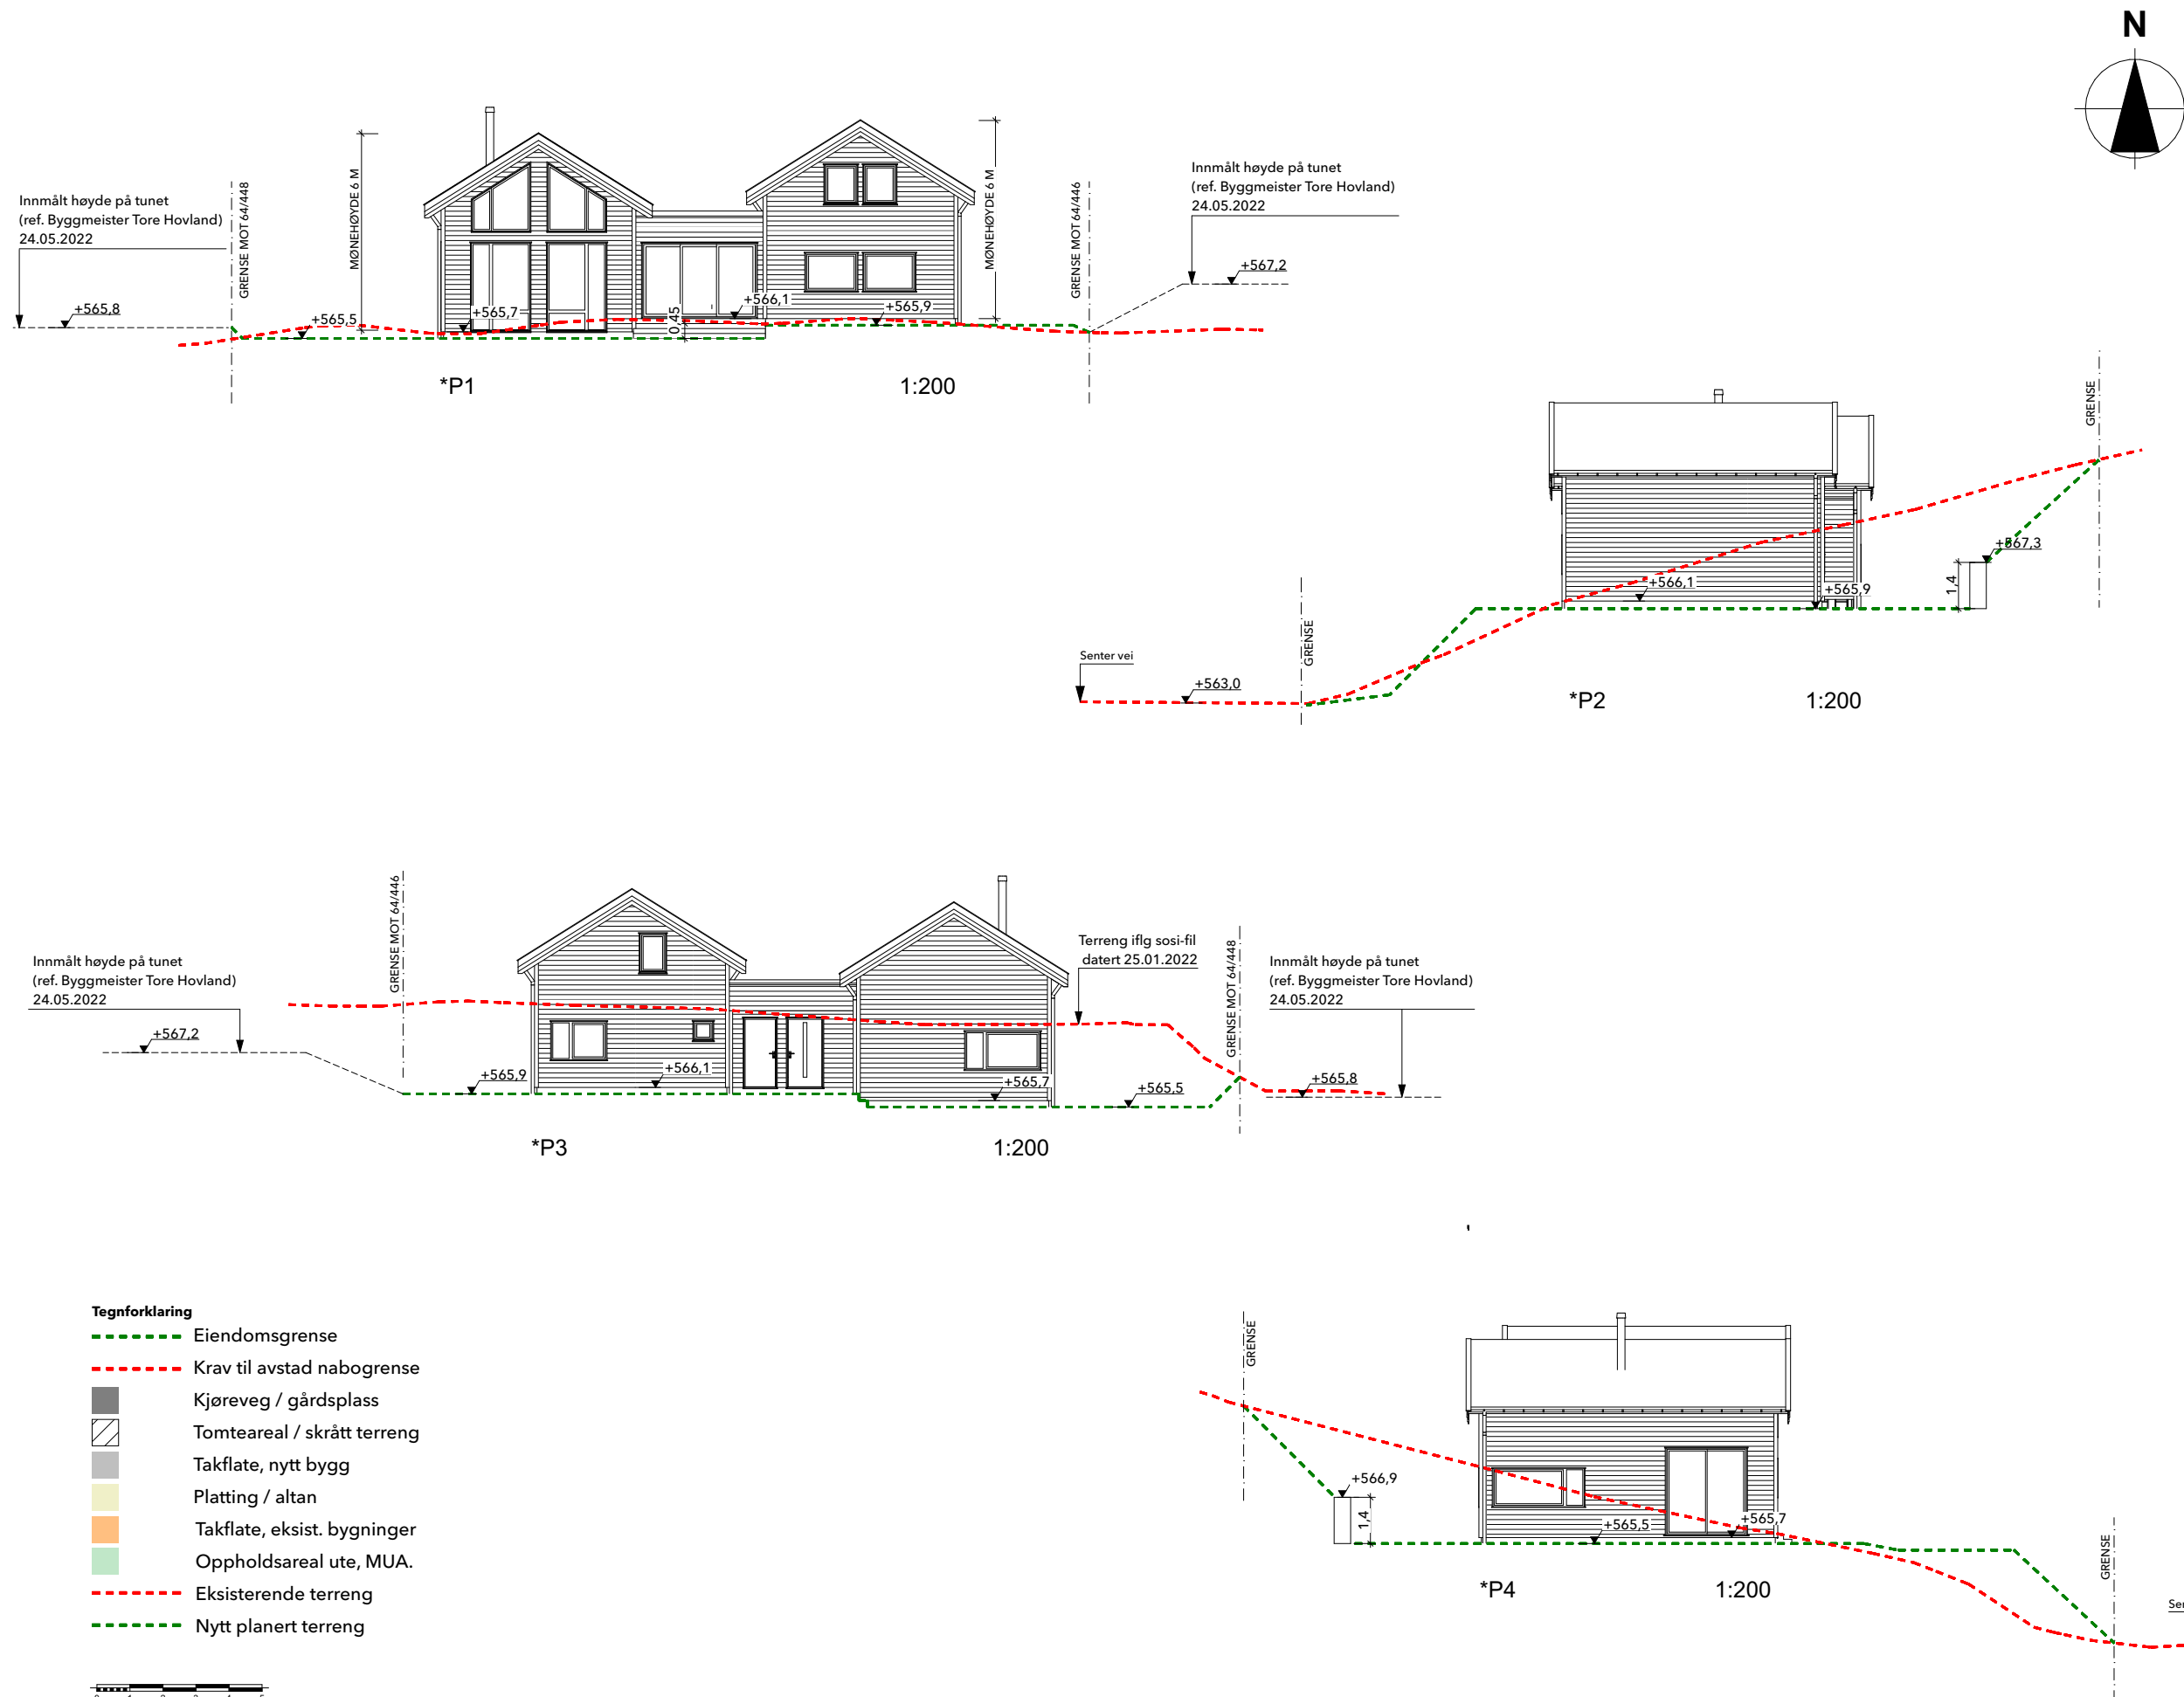 N
Innmålt høyde på tunet
(ref. Byggmeister Tore Hovland)
24.05.2022
+565,8
GRENSE MOT 64/448
+565,5
MØNEHØYDE 6 M
+565,7
0,45
+566,1
+565,9
MØNEHØYDE 6 M
GRENSE MOT 64/446
Innmålt høyde på tunet
(ref. Byggmeister Tore Hovland)
24.05.2022
+567,2
*P1
1:200
Senter vei
+563,0
GRENSE
+566,1
+565,9
1,4
+567,3
GRENSE
*P2
1:200
Innmålt høyde på tunet
(ref. Byggmeister Tore Hovland)
24.05.2022
+567,2
GRENSE MOT 64/446
+565,9
+566,1
+565,7
Terreng iflg sosi-fil
datert 25.01.2022
+565,5
GRENSE MOT 64/448
Innmålt høyde på tunet
(ref. Byggmeister Tore Hovland)
24.05.2022
+565,8
*P3
1:200
GRENSE
+566,9
1,4
+565,5
+565,7
GRENSE
*P4
1:200
Tegnforklaring
Eiendomsgrense
Krav til avstad nabogrense
Kjøreveg / gårdsplass
Tomteareal / skrått terreng
Takflate, nytt bygg
Platting / altan
Takflate, eksist. bygninger
Oppholdsareal ute, MUA.
Eksisterende terreng
Nytt planert terreng